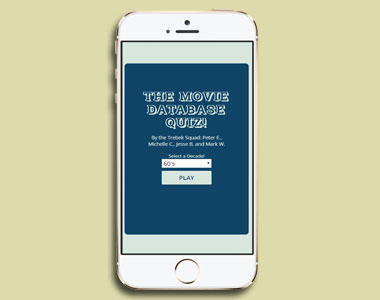 THE MOVIE
DATABASE
QUIZ!
By the Trebek Squad: Peter E.,
Michelle C., Jesse B. and Mark W.
Select a Decade!
60's
PLAY